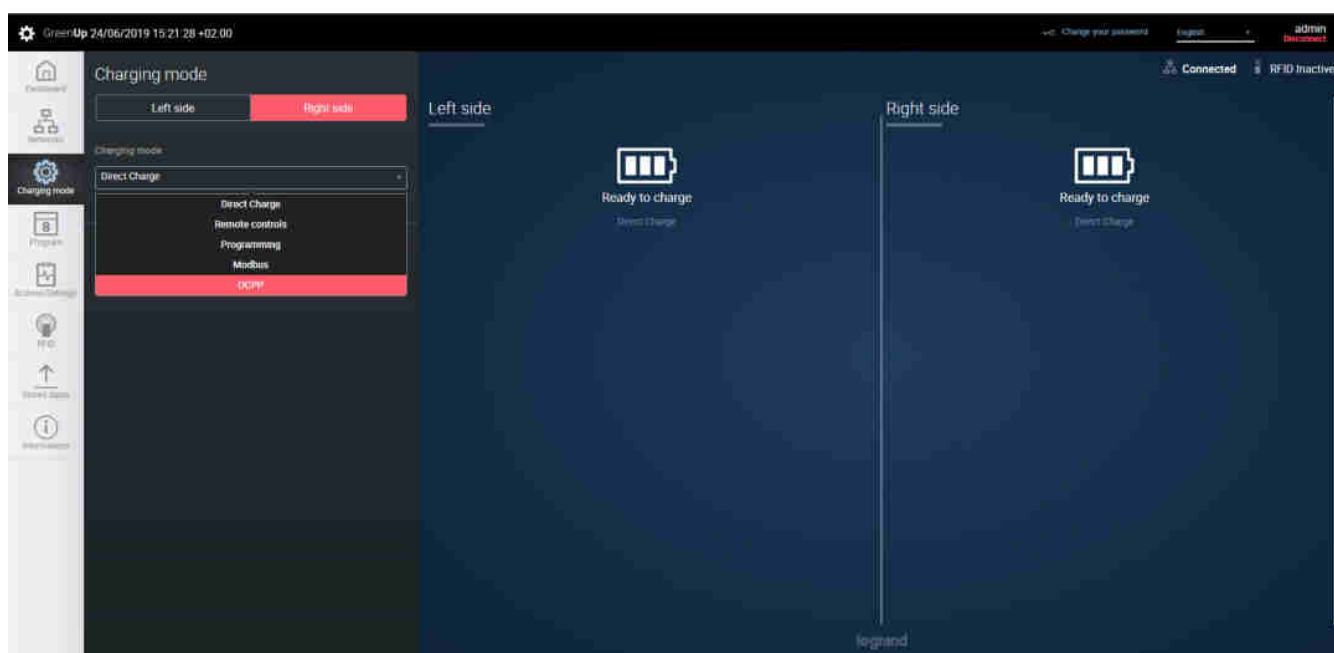 GreenUp 24/06/2019 15:21:28 +02:00
Change your password
English
admin
Disconnect
Dashboard
Networks
Charging mode
Program
RFID
Charging mode
Left side
Right side
Charging mode
Direct Charge
Direct Charge
Remote controls
Programming
Modbus
OCPP
Connected
RFID Inactive
Left side
Ready to charge
Direct Charge
Right side
Ready to charge
Direct Charge
legrand